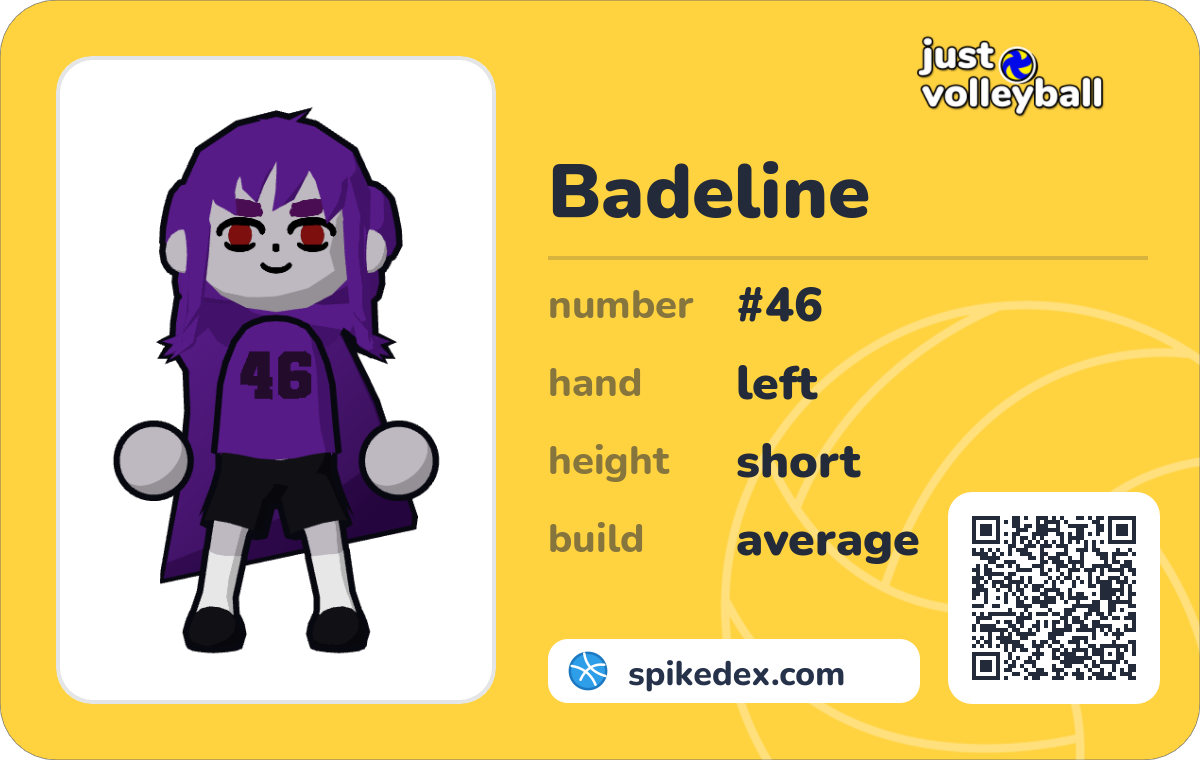 just
volleyball
Badeline
number #46
hand left
height short
build average
46
spikedex.com